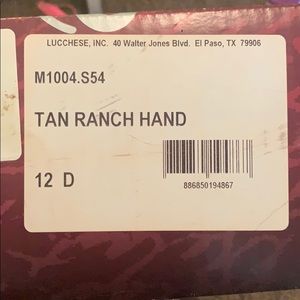 LUCCHESE, INC. 40 Walter Jones Blvd. El Paso, TX 79906
M1004.S54
TAN RANCH HAND
12 D
886850194867